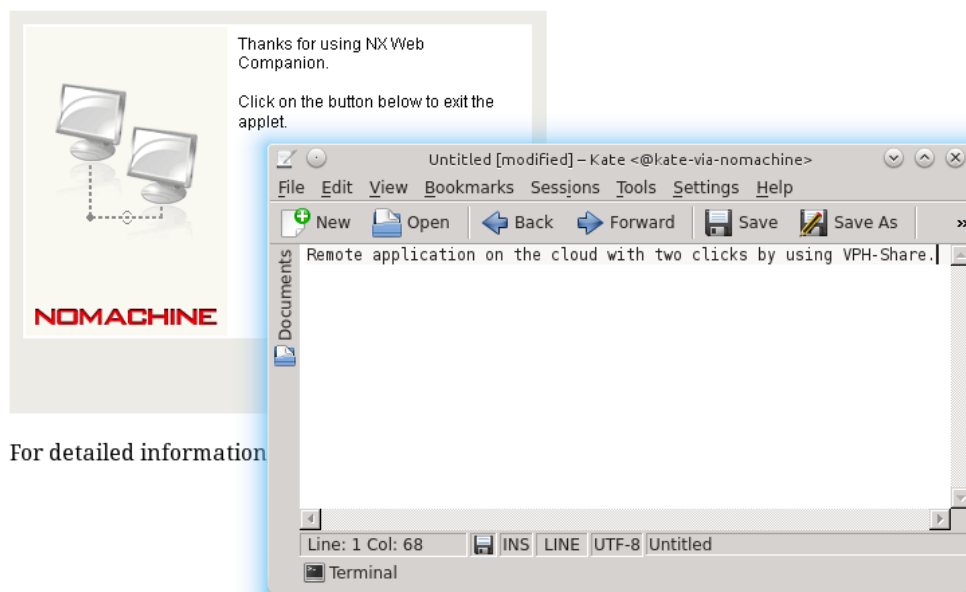 Thanks for using NX Web
Companion.
Click on the button below to exit the
applet.
NOMACHINE
Untitled [modified] – Kate <@kate-via-nomachine>
File Edit View Bookmarks Sessions Tools Settings Help
New Open Back Forward Save Save As »
Documents
Remote application on the cloud with two clicks by using VPH-Share.
For detailed information
Line: 1 Col: 68 INS LINE UTF-8 Untitled
Terminal